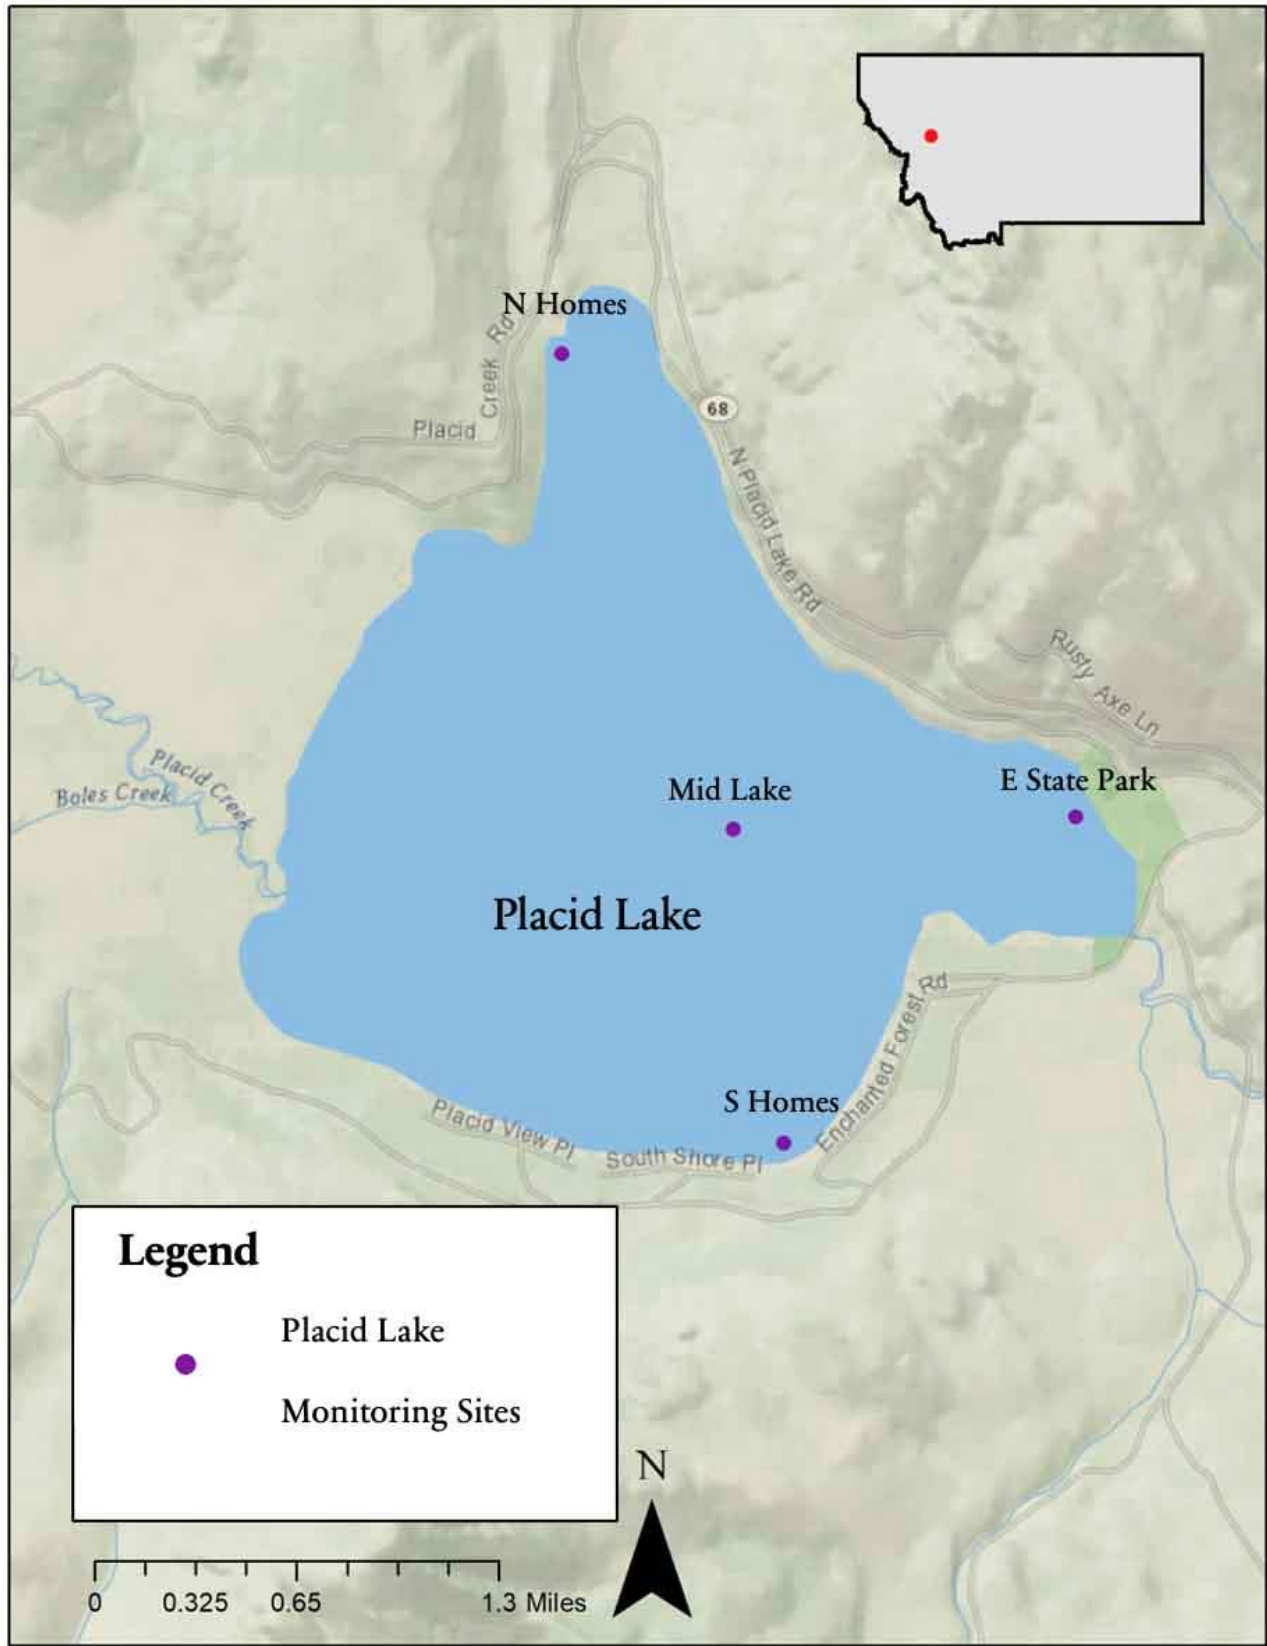 N Homes
Placid Creek Rd
68
N Placid Lake Rd
Rusty Axe Ln
Placid Creek
Boles Creek
Mid Lake
E State Park
Placid Lake
Enchanted Forest Rd
S Homes
Placid View Pl
South Shore Pl
Legend
Placid Lake
Monitoring Sites
N
0 0.325 0.65 1.3 Miles